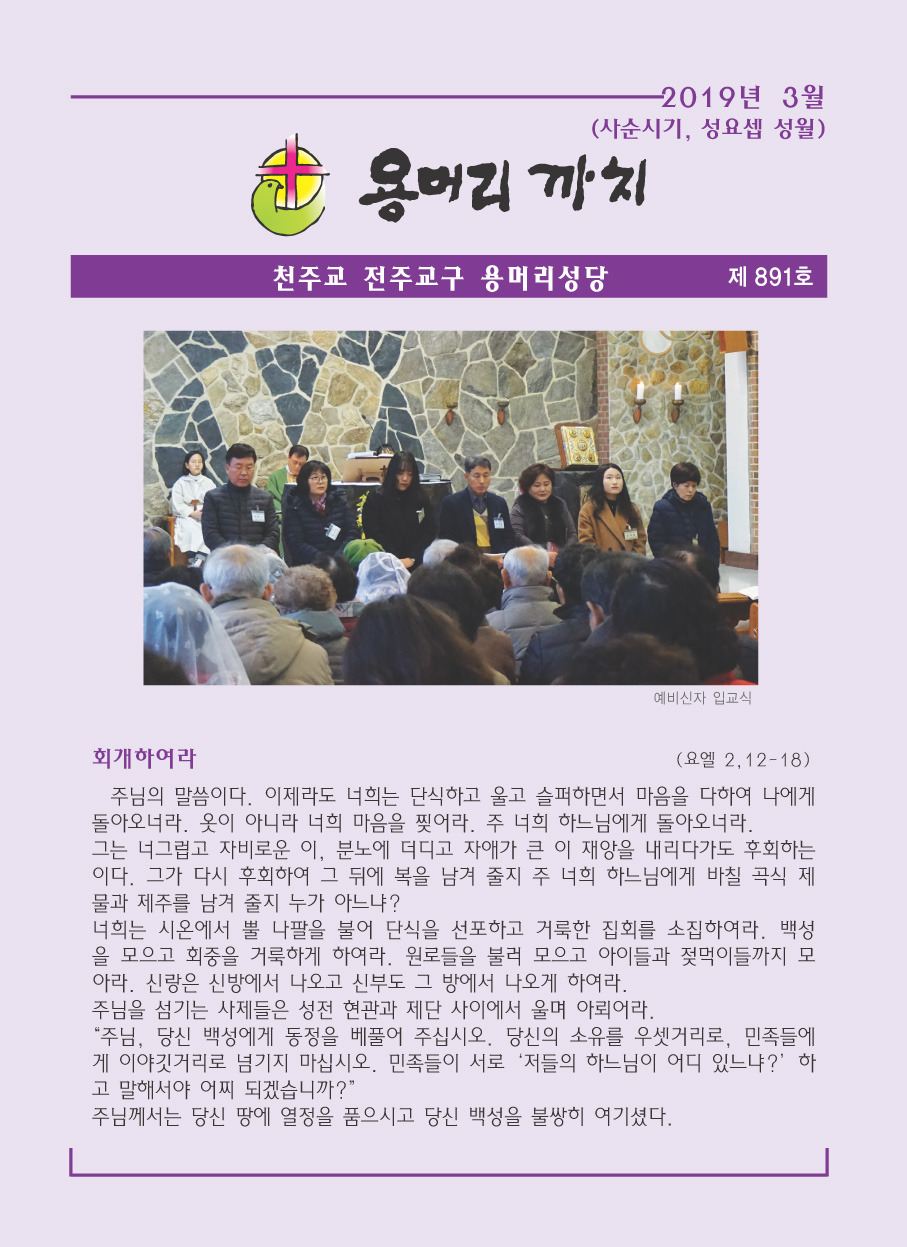 2019년 3월
(사순시기, 성요셉 성월)
용머리 까치
천주교 전주교구 용머리성당 제 891호
예비신자 입교식
회개하여라 (요엘 2,12-18)
주님의 말씀이다. 이제라도 너희는 단식하고 울고 슬퍼하면서 마음을 다하여 나에게
돌아오너라. 옷이 아니라 너희 마음을 찢어라. 주 너희 하느님에게 돌아오너라.
그는 너그럽고 자비로운 이, 분노에 더디고 자애가 큰 이 재앙을 내리다가도 후회하는
이다. 그가 다시 후회하여 그 뒤에 복을 남겨 줄지 주 너희 하느님에게 바칠 곡식 제
물과 제주를 남겨 줄지 누가 아느냐?
너희는 시온에서 뿔 나팔을 불어 단식을 선포하고 거룩한 집회를 소집하여라. 백성
을 모으고 회중을 거룩하게 하여라. 원로들을 불러 모으고 아이들과 젖먹이들까지 모
아라. 신랑은 신방에서 나오고 신부도 그 방에서 나오게 하여라.
주님을 섬기는 사제들은 성전 현관과 제단 사이에서 울며 아뢰어라.
“주님, 당신 백성에게 동정을 베풀어 주십시오. 당신의 소유를 우셋거리로, 민족들에
게 이야깃거리로 넘기지 마십시오. 민족들이 서로 ‘저들의 하느님이 어디 있느냐?’ 하
고 말해서야 어찌 되겠습니까?”
주님께서는 당신 땅에 열정을 품으시고 당신 백성을 불쌍히 여기셨다.